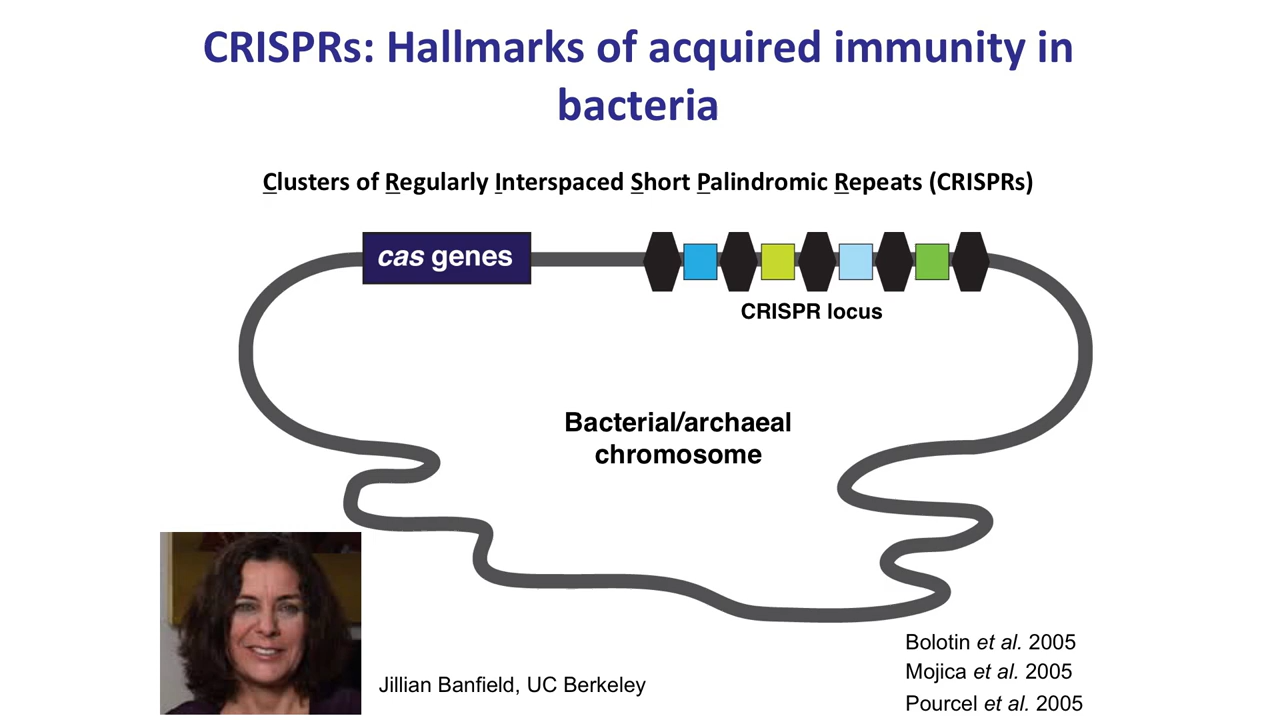 CRISPRs: Hallmarks of acquired immunity in
bacteria
Clusters of Regularly Interspaced Short Palindromic Repeats (CRISPRs)
cas genes
CRISPR locus
Bacterial/archaeal
chromosome
Jillian Banfield, UC Berkeley
Bolotin et al. 2005
Mojica et al. 2005
Pourcel et al. 2005